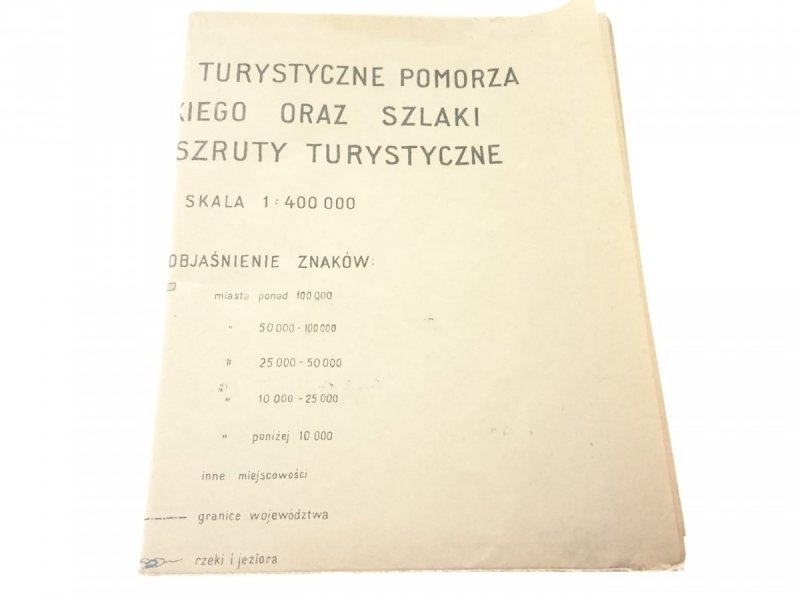 TURYSTYCZNE POMORZA
KIEGO ORAZ SZLAKI
SZRUTY TURYSTYCZNE
SKALA 1:400 000
OBJAŚNIENIE ZNAKÓW:
miasta ponad 100 000
" 50 000 - 100 000
" 25 000 - 50 000
" 10 000 - 25 000
" poniżej 10 000
inne miejscowości
granice województwa
rzeki i jeziora